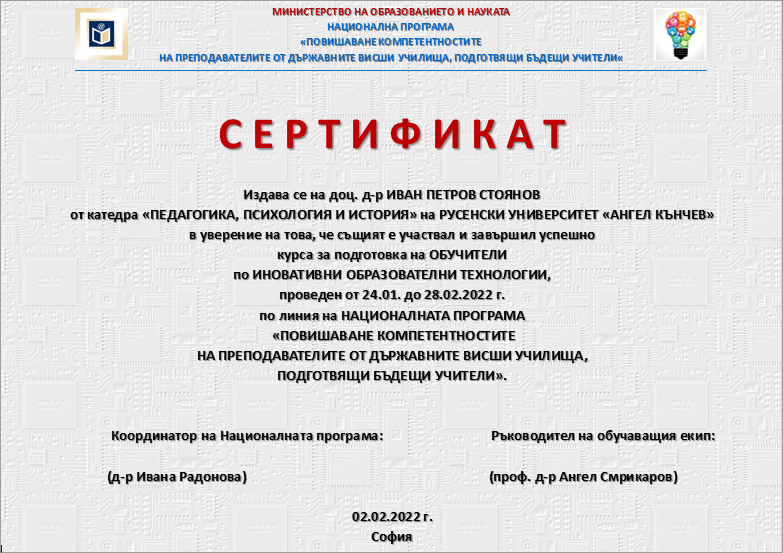 МИНИСТЕРСТВО НА ОБРАЗОВАНИЕТО И НАУКАТА
НАЦИОНАЛНА ПРОГРАМА
«ПОВИШАВАНЕ КОМПЕТЕНТНОСТИТЕ
НА ПРЕПОДАВАТЕЛИТЕ ОТ ДЪРЖАВНИТЕ ВИСШИ УЧИЛИЩА, ПОДГОТВЯЩИ БЪДЕЩИ УЧИТЕЛИ«
СЕРТИФИКАТ
Издава се на доц. д-р ИВАН ПЕТРОВ СТОЯНОВ
от катедра «ПЕДАГОГИКА, ПСИХОЛОГИЯ И ИСТОРИЯ» на РУСЕНСКИ УНИВЕРСИТЕТ «АНГЕЛ КЪНЧЕВ»
в уверение на това, че същият е участвал и завършил успешно
курса за подготовка на ОБУЧИТЕЛИ
по ИНОВАТИВНИ ОБРАЗОВАТЕЛНИ ТЕХНОЛОГИИ,
проведен от 24.01. до 28.02.2022 г.
по линия на НАЦИОНАЛНАТА ПРОГРАМА
«ПОВИШАВАНЕ КОМПЕТЕНТНОСТИТЕ
НА ПРЕПОДАВАТЕЛИТЕ ОТ ДЪРЖАВНИТЕ ВИСШИ УЧИЛИЩА,
ПОДГОТВЯЩИ БЪДЕЩИ УЧИТЕЛИ».
Координатор на Националната програма: Ръководител на обучаващия екип:
(д-р Ивана Радонова) (проф. д-р Ангел Смрикаров)
02.02.2022 г.
София